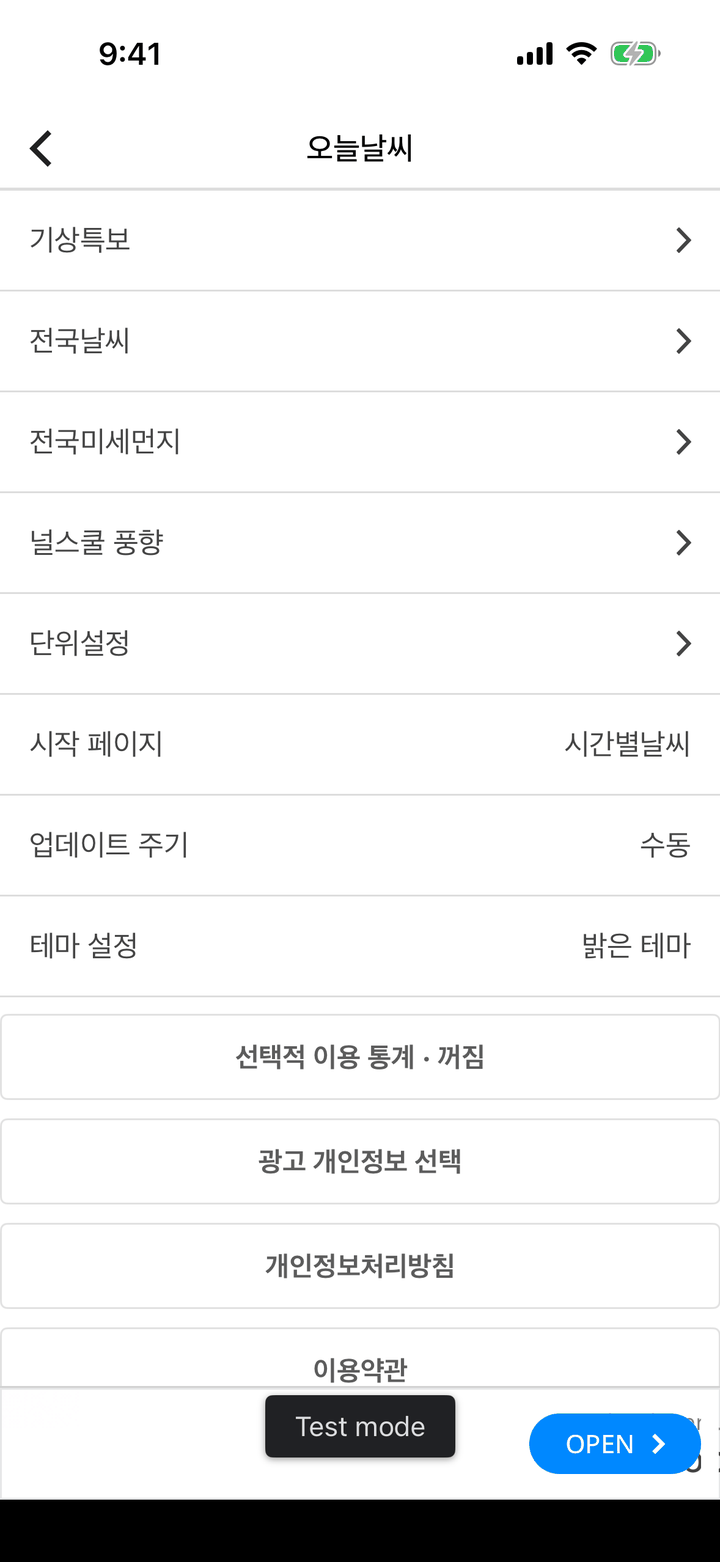 9:41
오늘날씨
기상특보
전국날씨
전국미세먼지
널스쿨 풍향
단위설정
시작 페이지 시간별날씨
업데이트 주기 수동
테마 설정 밝은 테마
선택적 이용 통계 · 꺼짐
광고 개인정보 선택
개인정보처리방침
이용약관
Test mode
OPEN